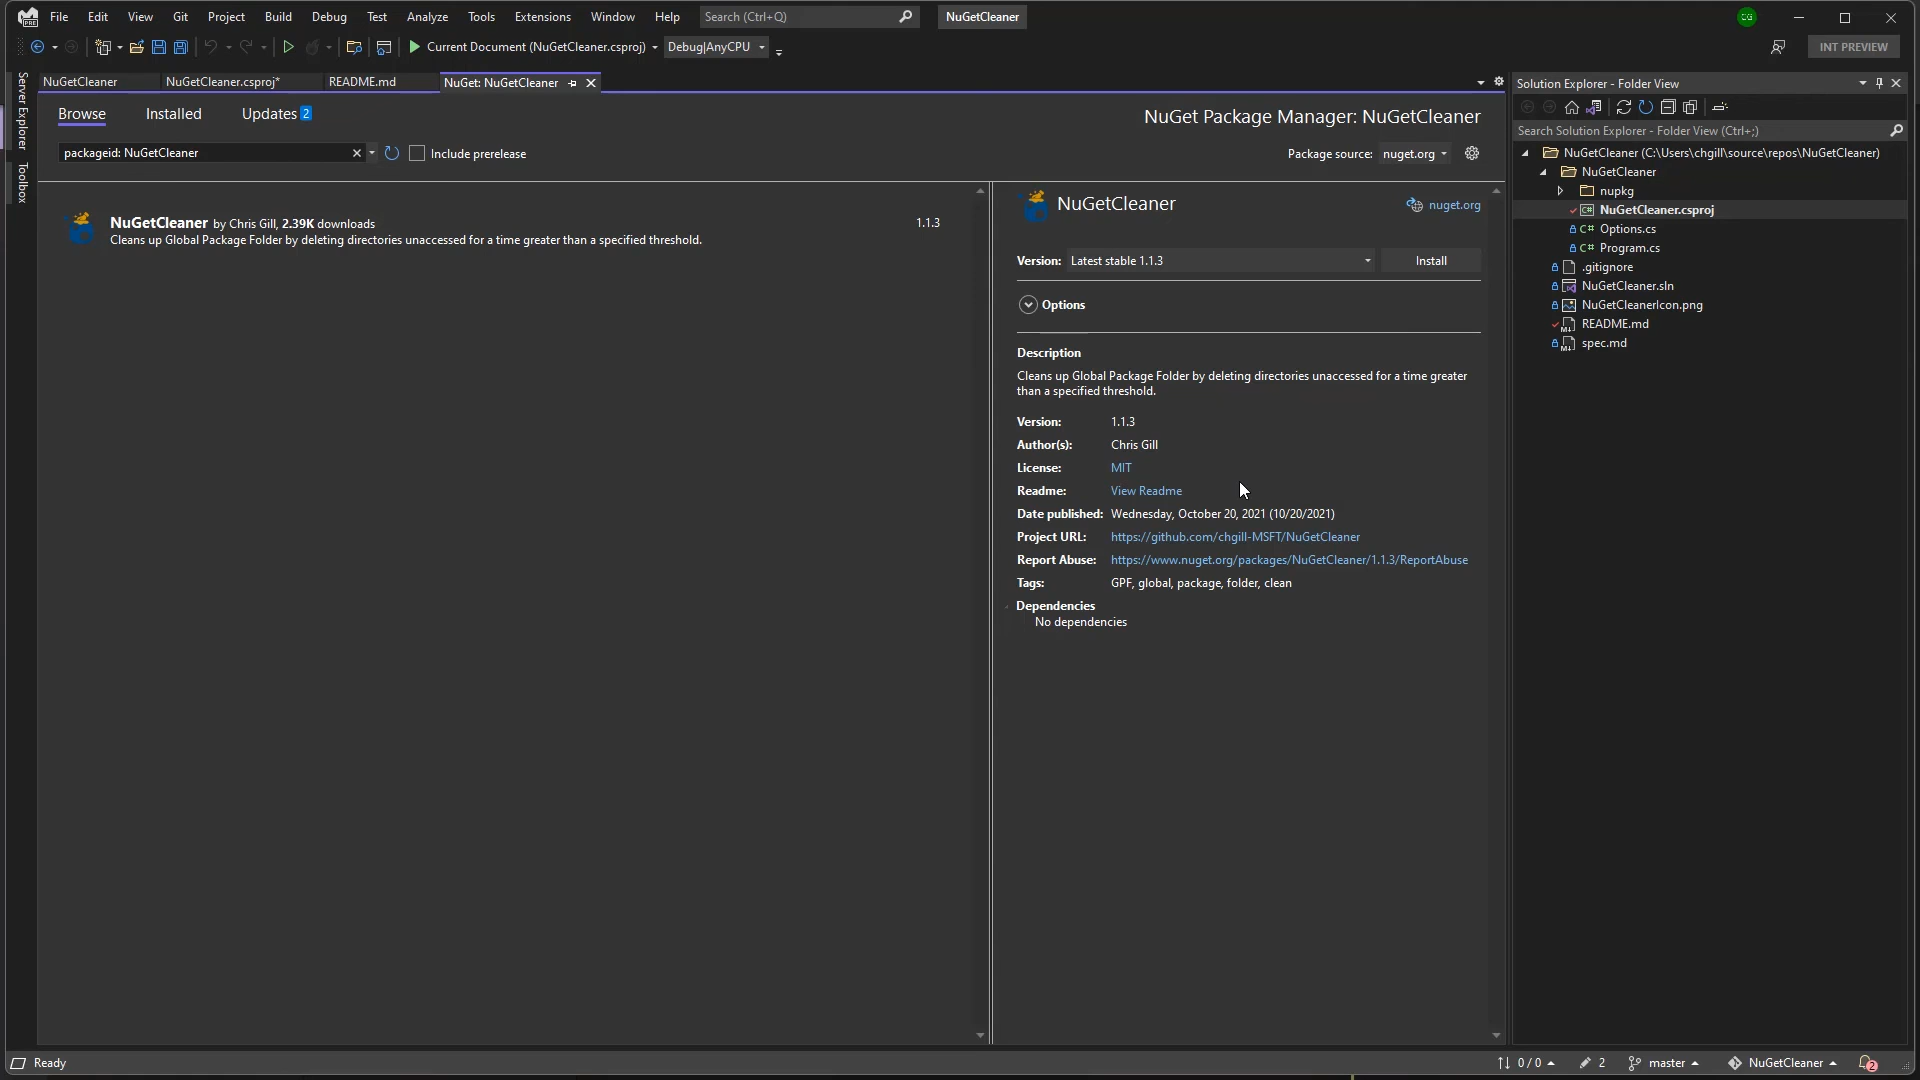 File Edit View Git Project Build Debug Test Analyze Tools Extensions Window Help Search (Ctrl+Q) NuGetCleaner CG
Current Document (NuGetCleaner.csproj) Debug|AnyCPU INT PREVIEW
Server Explorer
Toolbox
NuGetCleaner NuGetCleaner.csproj* README.md NuGet: NuGetCleaner
Browse Installed Updates 2
NuGet Package Manager: NuGetCleaner
packageid: NuGetCleaner Include prerelease
Package source: nuget.org
NuGetCleaner by Chris Gill, 2.39K downloads 1.1.3
Cleans up Global Package Folder by deleting directories unaccessed for a time greater than a specified threshold.
NuGetCleaner nuget.org
Version: Latest stable 1.1.3 Install
Options
Description
Cleans up Global Package Folder by deleting directories unaccessed for a time greater
than a specified threshold.
Version: 1.1.3
Author(s): Chris Gill
License: MIT
Readme: View Readme
Date published: Wednesday, October 20, 2021 (10/20/2021)
Project URL: https://github.com/chgill-MSFT/NuGetCleaner
Report Abuse: https://www.nuget.org/packages/NuGetCleaner/1.1.3/ReportAbuse
Tags: GPF, global, package, folder, clean
Dependencies
No dependencies
Solution Explorer - Folder View
Search Solution Explorer - Folder View (Ctrl+;)
NuGetCleaner (C:\Users\chgill\source\repos\NuGetCleaner)
NuGetCleaner
nupkg
NuGetCleaner.csproj
C# Options.cs
C# Program.cs
.gitignore
NuGetCleaner.sln
NuGetCleanerIcon.png
README.md
spec.md
Ready 0 / 0 2 master NuGetCleaner 2